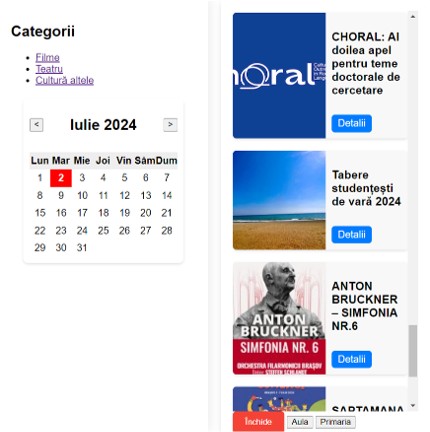 Categorii
Filme
Teatru
Cultură altele
< Iulie 2024 >
Lun Mar Mie Joi Vin Sâm Dum
1 2 3 4 5 6 7
8 9 10 11 12 13 14
15 16 17 18 19 20 21
22 23 24 25 26 27 28
29 30 31
CHORAL: Al
doilea apel
pentru teme
doctorale de
cercetare
Detalii
Tabere
studențești
de vară 2024
Detalii
ANTON
BRUCKNER
SIMFONIA NR. 6
ORCHESTRA FILARMONICII BRAȘOV
ANTON
BRUCKNER
– SIMFONIA
NR.6
Detalii
SAPTAMANA
Închide
Aula
Primaria